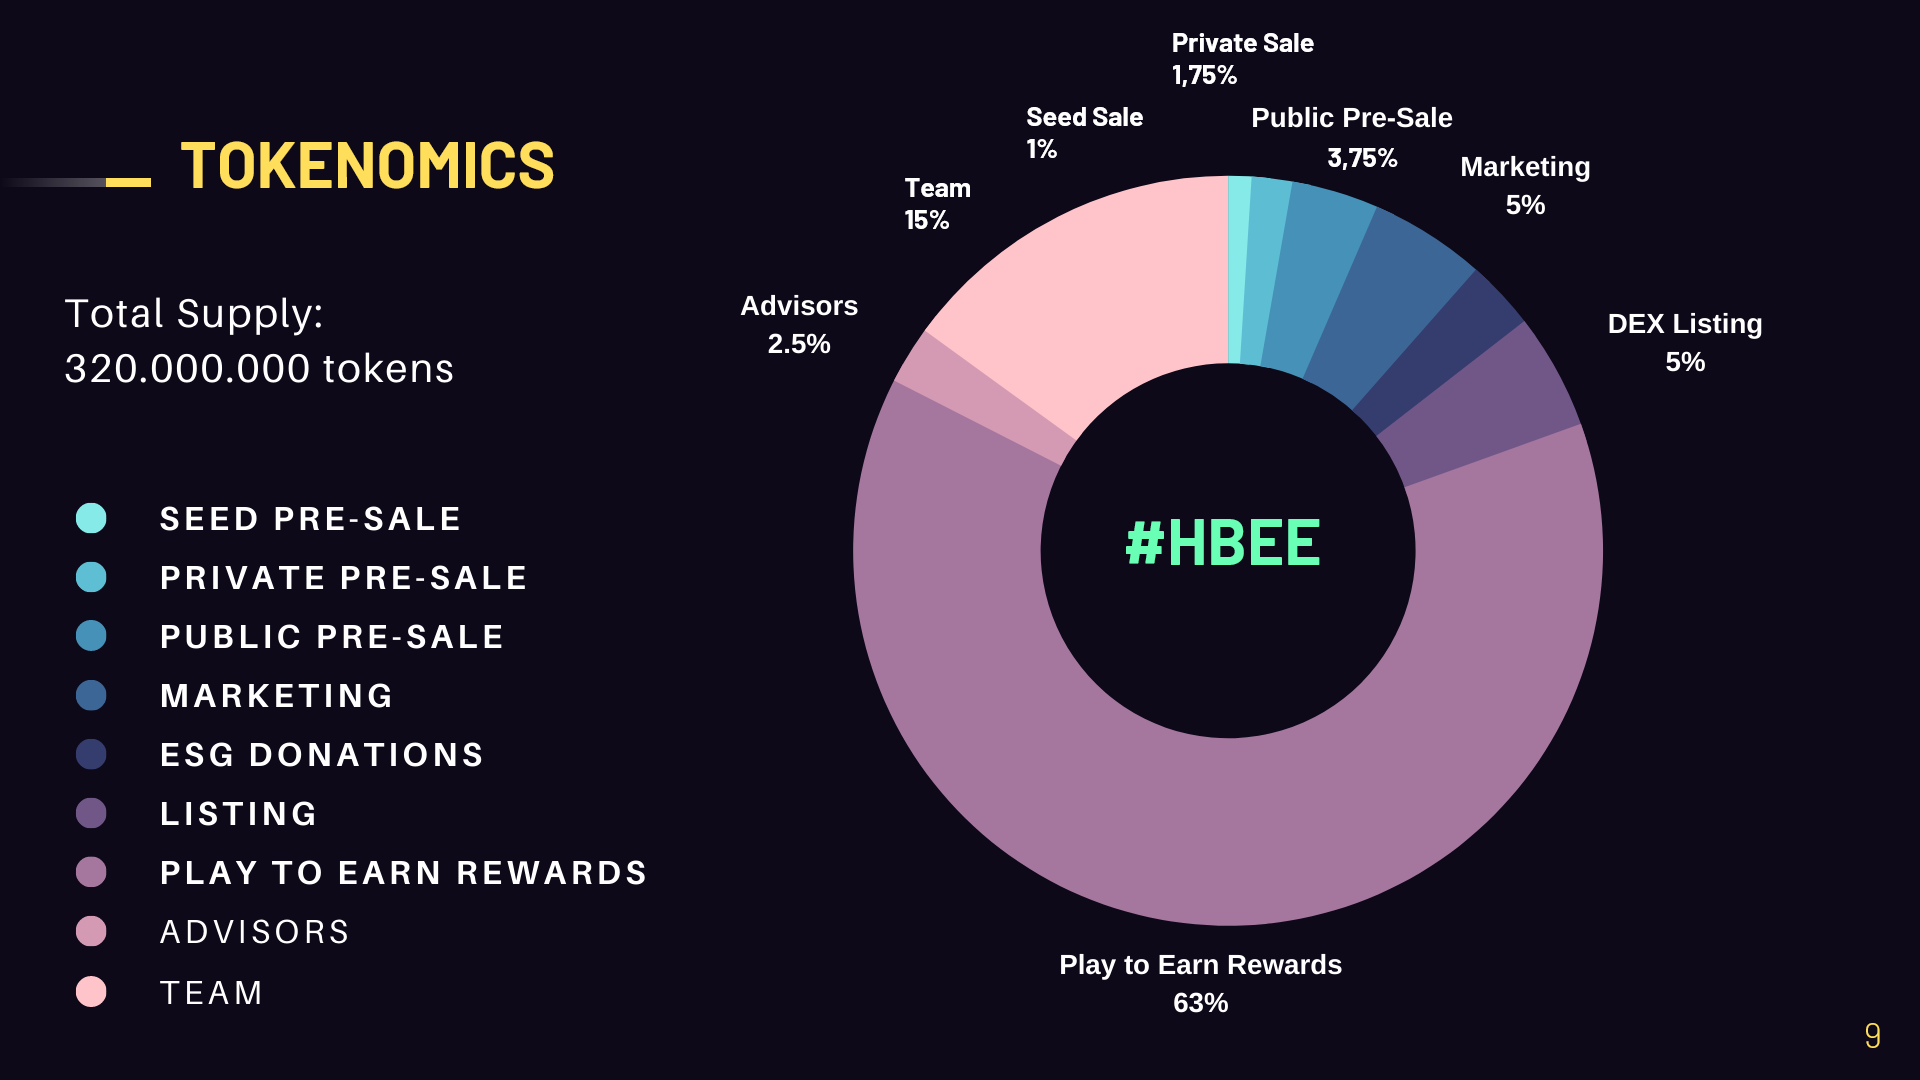 TOKENOMICS
Total Supply:
320.000.000 tokens
SEED PRE-SALE
PRIVATE PRE-SALE
PUBLIC PRE-SALE
MARKETING
ESG DONATIONS
LISTING
PLAY TO EARN REWARDS
ADVISORS
TEAM
Private Sale
1,75%
Seed Sale
1%
Public Pre-Sale
3,75%
Team
15%
Marketing
5%
Advisors
2.5%
DEX Listing
5%
#HBEE
Play to Earn Rewards
63%
9